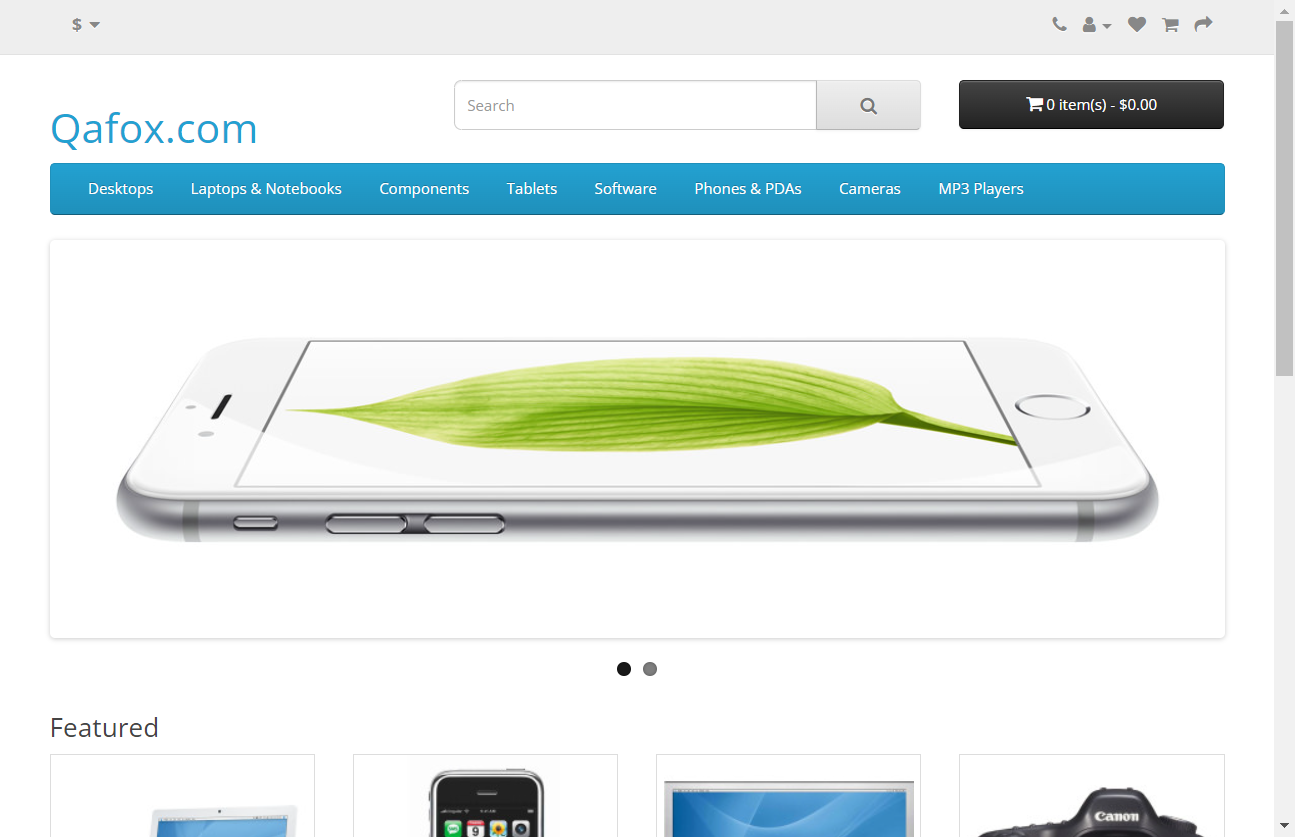 $
Search
0 item(s) - $0.00
Qafox.com
Desktops Laptops & Notebooks Components Tablets Software Phones & PDAs Cameras MP3 Players
Featured
9
Canon